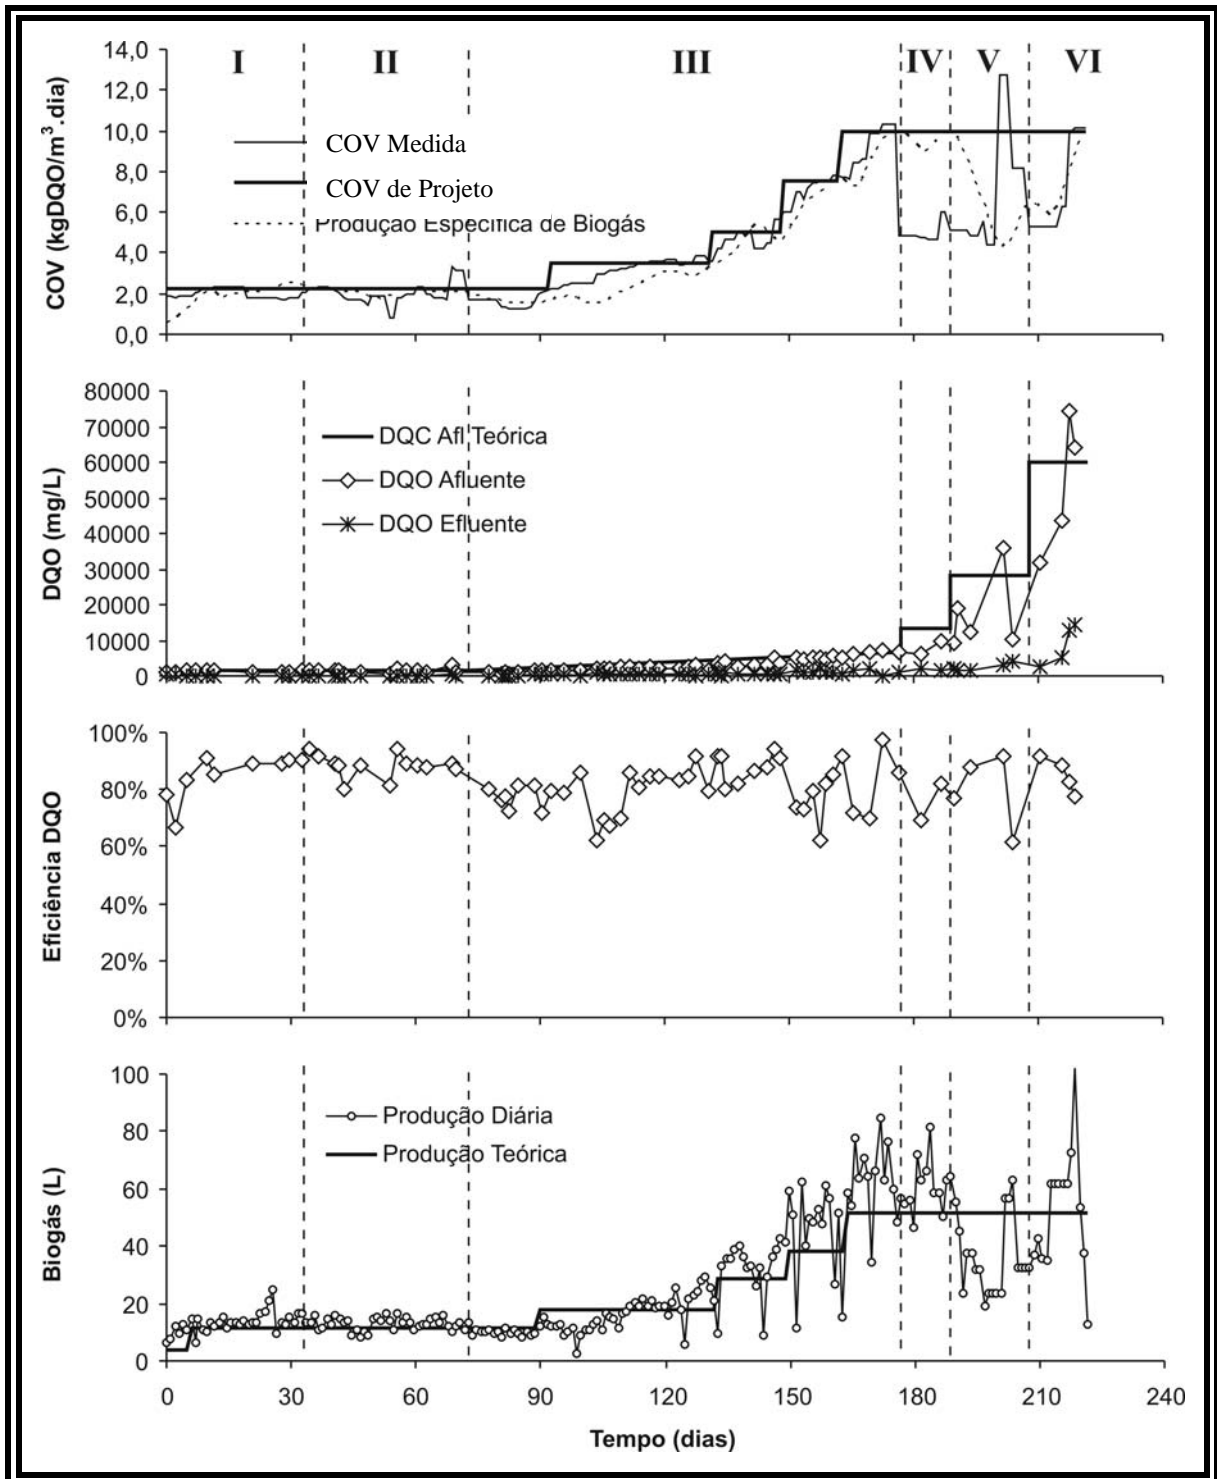 I II III IV V VI
COV (kgDQO/m³.dia)
14,0
12,0
10,0
8,0
6,0
4,0
2,0
0,0
COV Medida
COV de Projeto
Produção Específica de Biogás
DQO (mg/L)
80000
70000
60000
50000
40000
30000
20000
10000
0
DQC Afl Teórica
DQO Afluente
DQO Efluente
Eficiência DQO
100%
80%
60%
40%
20%
0%
Biogás (L)
100
80
60
40
20
0
Produção Diária
Produção Teórica
0 30 60 90 120 150 180 210 240
Tempo (dias)